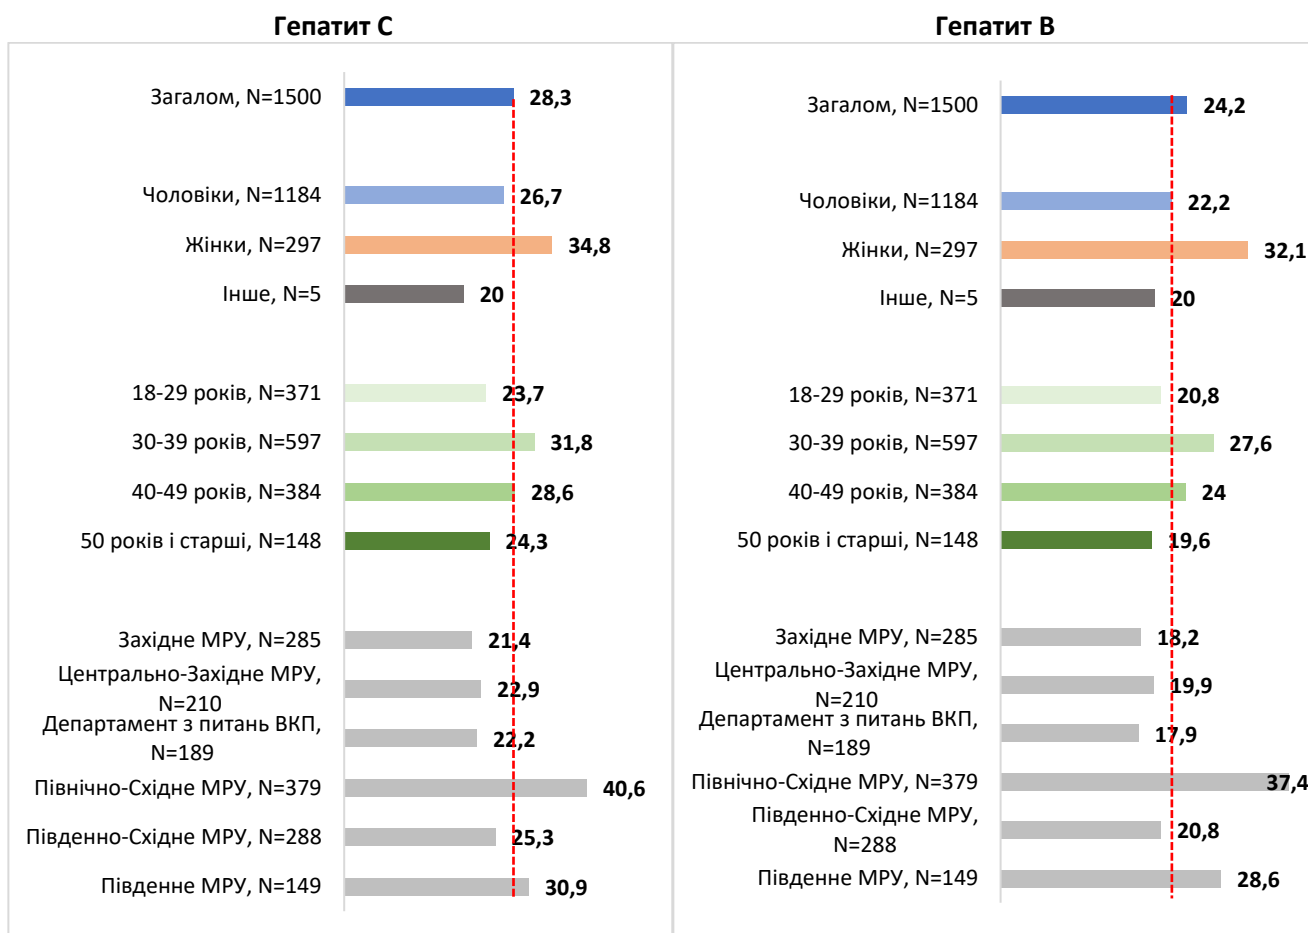 Гепатит С
Загалом, N=1500 28,3
Чоловіки, N=1184 26,7
Жінки, N=297 34,8
Інше, N=5 20
18-29 років, N=371 23,7
30-39 років, N=597 31,8
40-49 років, N=384 28,6
50 років і старші, N=148 24,3
Західне МРУ, N=285 21,4
Центрально-Західне МРУ,
N=210 22,9
Департамент з питань ВКП,
N=189 22,2
Північно-Східне МРУ, N=379 40,6
Південно-Східне МРУ, N=288 25,3
Південне МРУ, N=149 30,9
Гепатит В
Загалом, N=1500 24,2
Чоловіки, N=1184 22,2
Жінки, N=297 32,1
Інше, N=5 20
18-29 років, N=371 20,8
30-39 років, N=597 27,6
40-49 років, N=384 24
50 років і старші, N=148 19,6
Західне МРУ, N=285 18,2
Центрально-Західне МРУ,
N=210 19,9
Департамент з питань ВКП,
N=189 17,9
Північно-Східне МРУ, N=379 37,4
Південно-Східне МРУ,
N=288 20,8
Південне МРУ, N=149 28,6